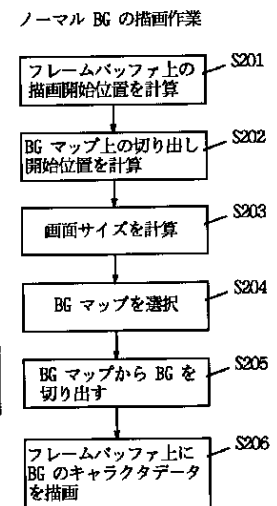 ノーマル BG の描画作業
S201
フレームバッファ上の
描画開始位置を計算
S202
BG マップ上の切り出し
開始位置を計算
S203
画面サイズを計算
S204
BG マップを選択
S205
BG マップから BG を
切り出す
S206
フレームバッファ上に
BG のキャラクタデータ
を描画